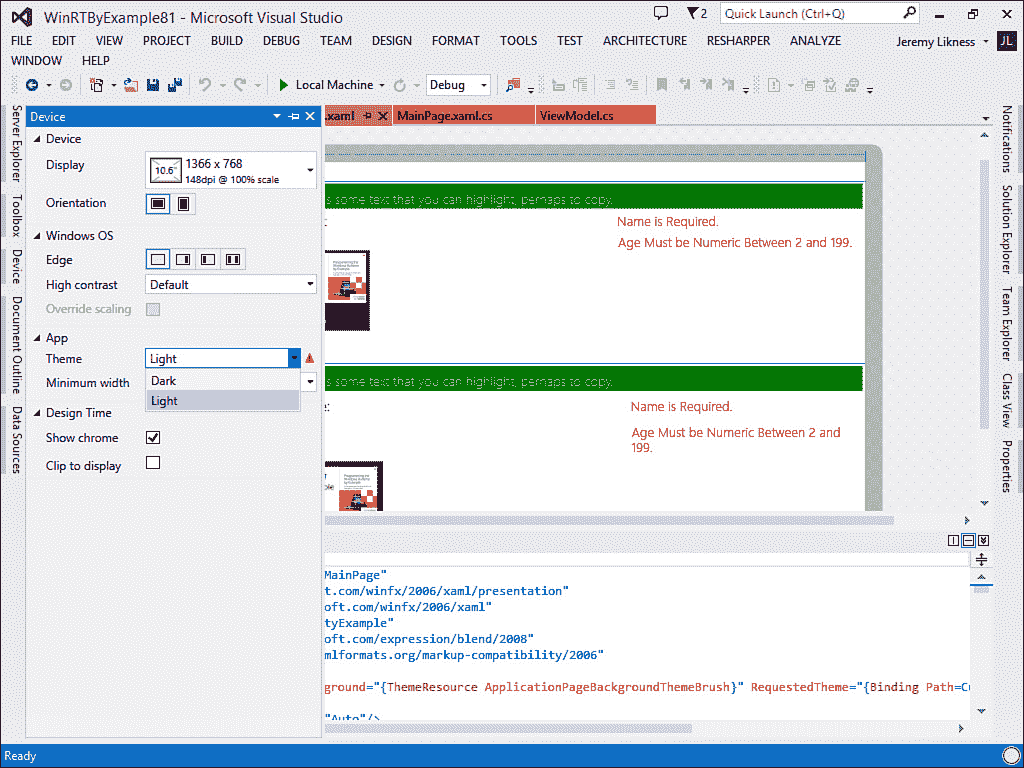 WinRTByExample81 - Microsoft Visual Studio
2
Quick Launch (Ctrl+Q)
FILE EDIT VIEW PROJECT BUILD DEBUG TEAM DESIGN FORMAT TOOLS TEST ARCHITECTURE RESHARPER ANALYZE
Jeremy Likness
JL
WINDOW HELP
Local Machine
Debug
Server Explorer
Toolbox
Device
Document Outline
Data Sources
Device
Device
Display
10.6"
1366 x 768
148dpi @ 100% scale
Orientation
Windows OS
Edge
High contrast
Default
Override scaling
App
Theme
Light
Minimum width
Dark
Light
Design Time
Show chrome
Clip to display
.xaml
MainPage.xaml.cs
ViewModel.cs
s some text that you can highlight, perhaps to copy.
Name is Required.
Age Must be Numeric Between 2 and 199.
s some text that you can highlight, perhaps to copy.
e:
Name is Required.
Age Must be Numeric Between 2 and
199.
MainPage"
t.com/winfx/2006/xaml/presentation"
oft.com/winfx/2006/xaml"
tyExample"
oft.com/expression/blend/2008"
mlformats.org/markup-compatibility/2006"
ground="{ThemeResource ApplicationPageBackgroundThemeBrush}" RequestedTheme="{Binding Path=Cu
"Auto"/>
Notifications
Solution Explorer
Team Explorer
Class View
Properties
Ready